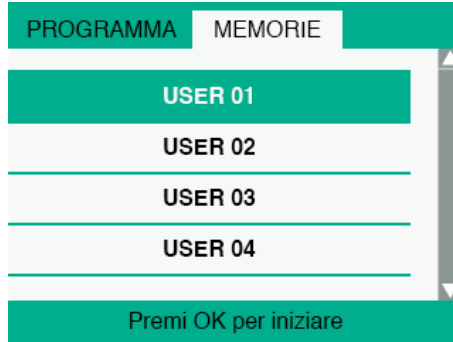 PROGRAMMA MEMORIE
USER 01
USER 02
USER 03
USER 04
Premi OK per iniziare